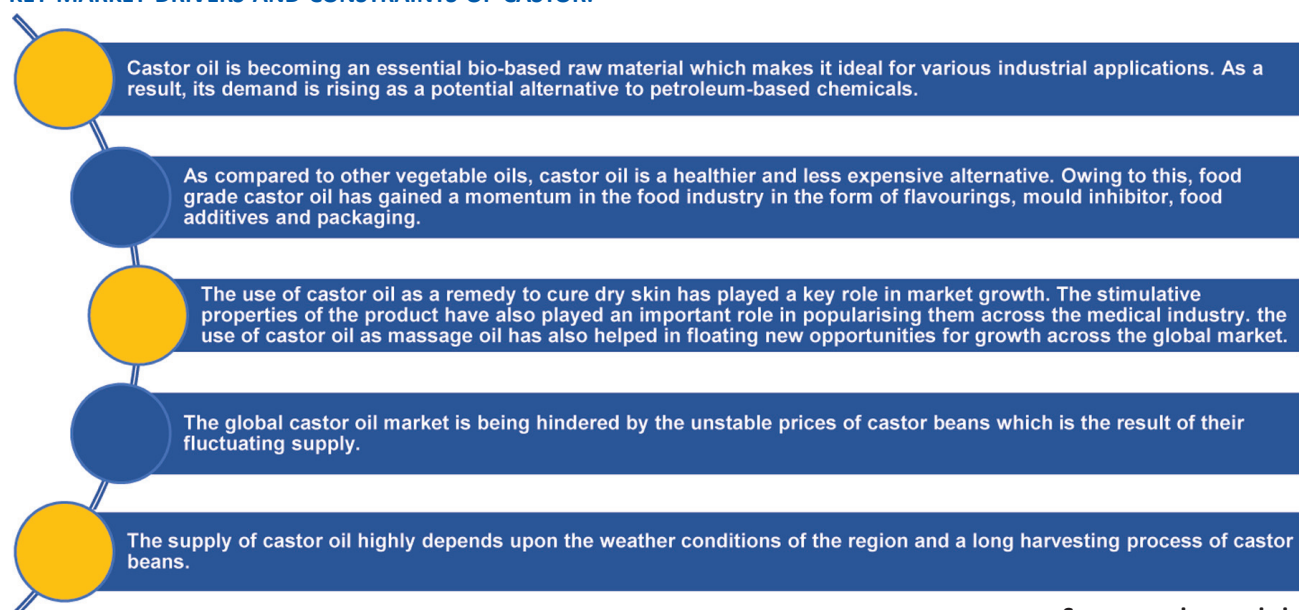 Castor oil is becoming an essential bio-based raw material which makes it ideal for various industrial applications. As a
result, its demand is rising as a potential alternative to petroleum-based chemicals.
As compared to other vegetable oils, castor oil is a healthier and less expensive alternative. Owing to this, food
grade castor oil has gained a momentum in the food industry in the form of flavourings, mould inhibitor, food
additives and packaging.
The use of castor oil as a remedy to cure dry skin has played a key role in market growth. The stimulative
properties of the product have also played an important role in popularising them across the medical industry. the
use of castor oil as massage oil has also helped in floating new opportunities for growth across the global market.
The global castor oil market is being hindered by the unstable prices of castor beans which is the result of their
fluctuating supply.
The supply of castor oil highly depends upon the weather conditions of the region and a long harvesting process of castor
beans.